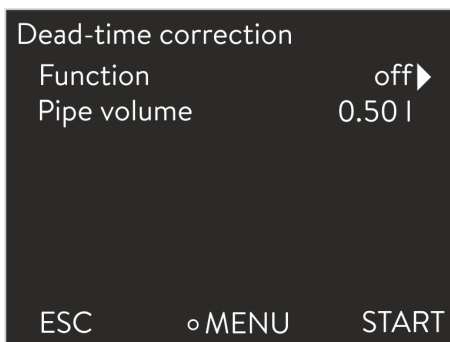 Dead-time correction
Function off
Pipe volume 0.50 l
ESC MENU START